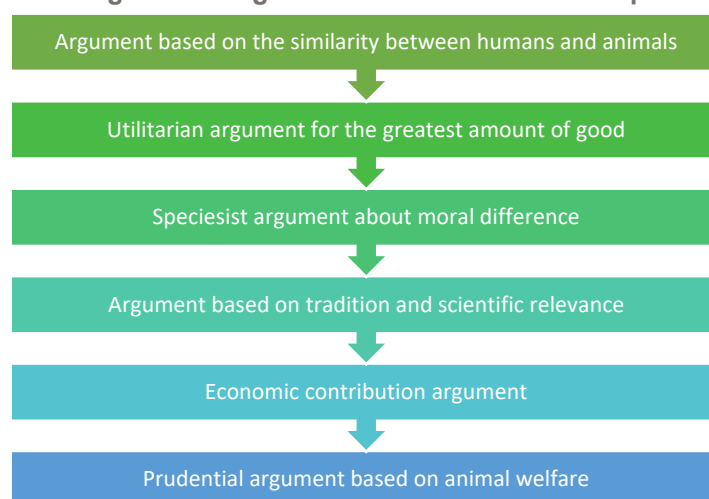 Argument based on the similarity between humans and animals
Utilitarian argument for the greatest amount of good
Speciesist argument about moral difference
Argument based on tradition and scientific relevance
Economic contribution argument
Prudential argument based on animal welfare